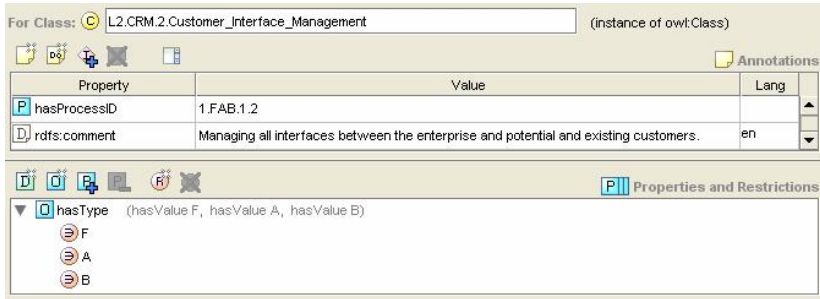 For Class: C L2.CRM.2.Customer_Interface_Management (instance of owl:Class)
Annotations
Property Value Lang
P hasProcessID 1.FAB.1.2
D rdfs:comment Managing all interfaces between the enterprise and potential and existing customers. en
P Properties and Restrictions
O hasType (hasValue F, hasValue A, hasValue B)
∋ F
∋ A
∋ B